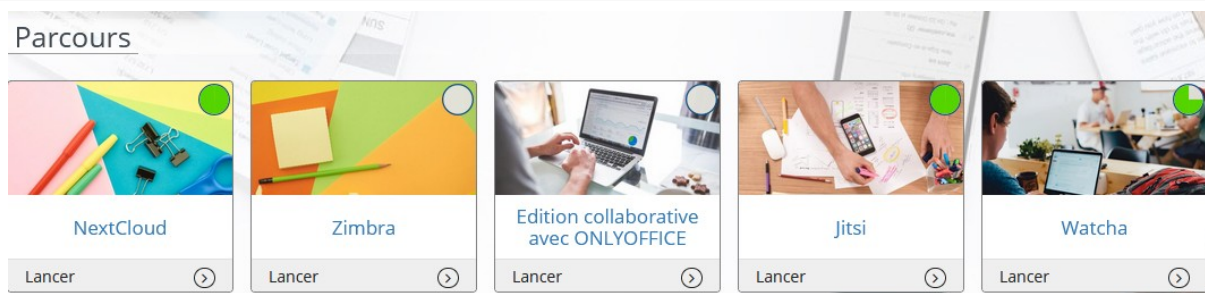 Parcours
NextCloud
Zimbra
Edition collaborative
avec ONLYOFFICE
Jitsi
Watcha
Lancer
Lancer
Lancer
Lancer
Lancer